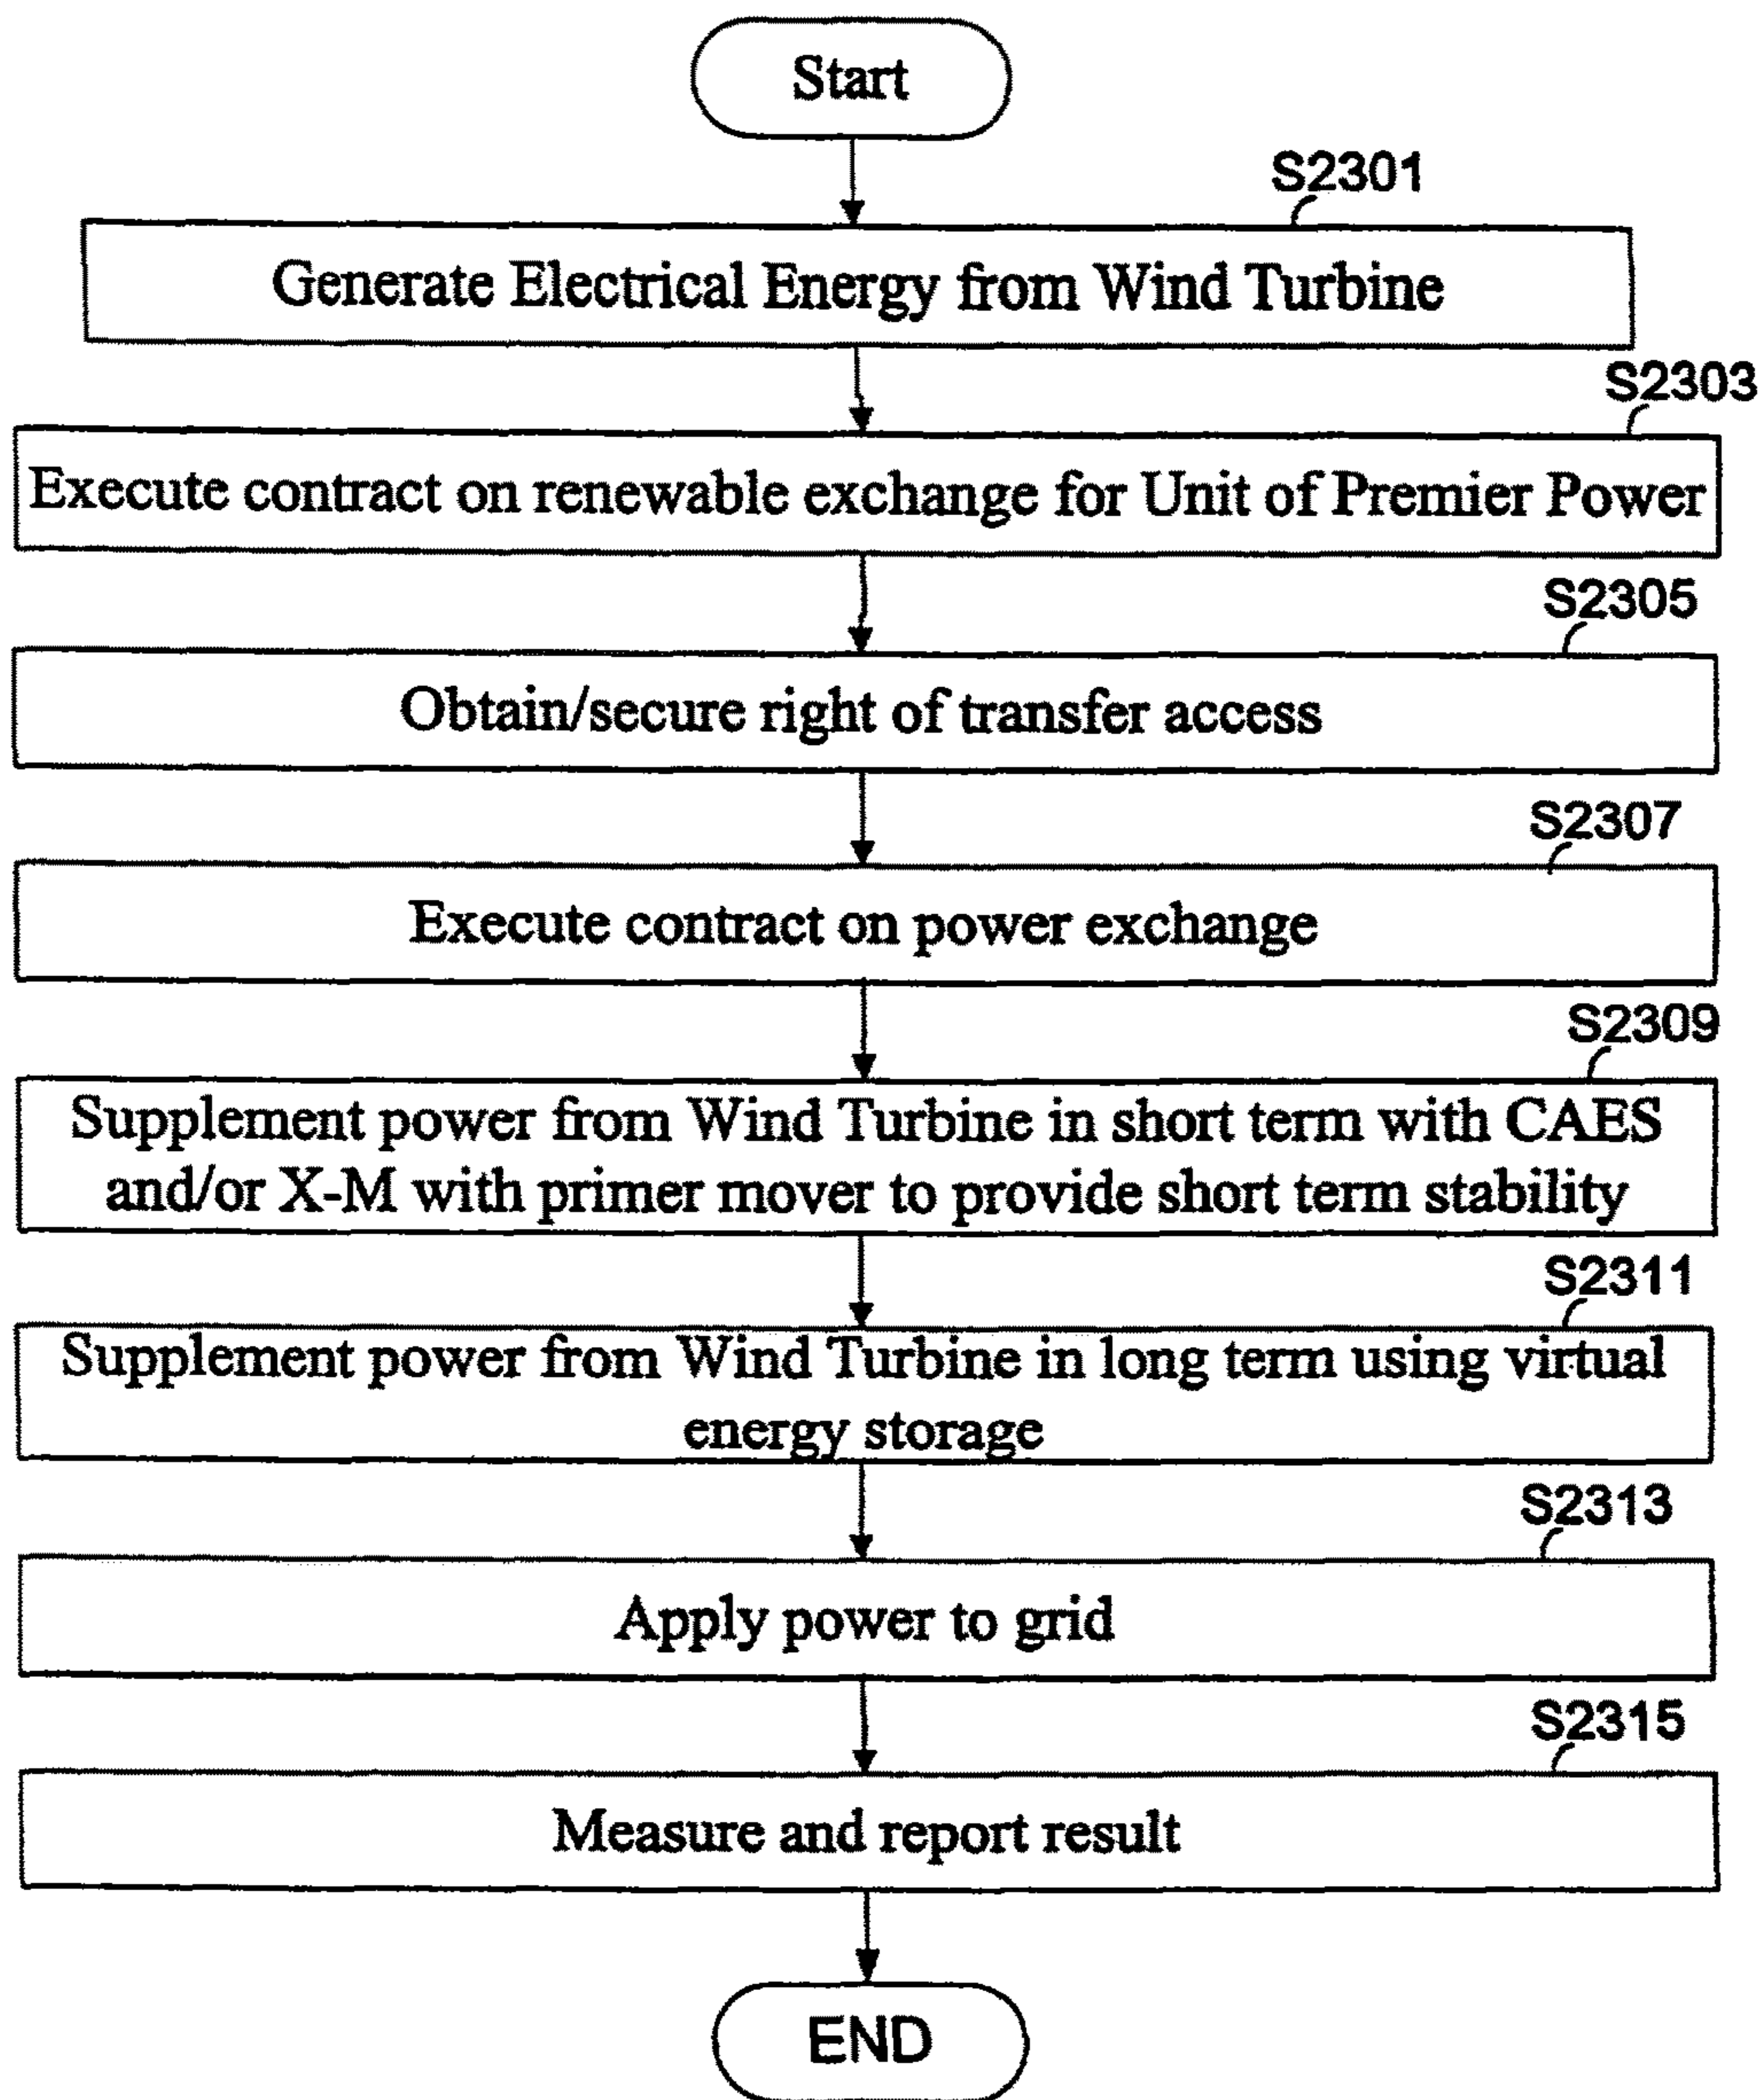 Start
S2301
Generate Electrical Energy from Wind Turbine
S2303
Execute contract on renewable exchange for Unit of Premier Power
S2305
Obtain/secure right of transfer access
S2307
Execute contract on power exchange
S2309
Supplement power from Wind Turbine in short term with CAES
and/or X-M with primer mover to provide short term stability
S2311
Supplement power from Wind Turbine in long term using virtual
energy storage
S2313
Apply power to grid
S2315
Measure and report result
END